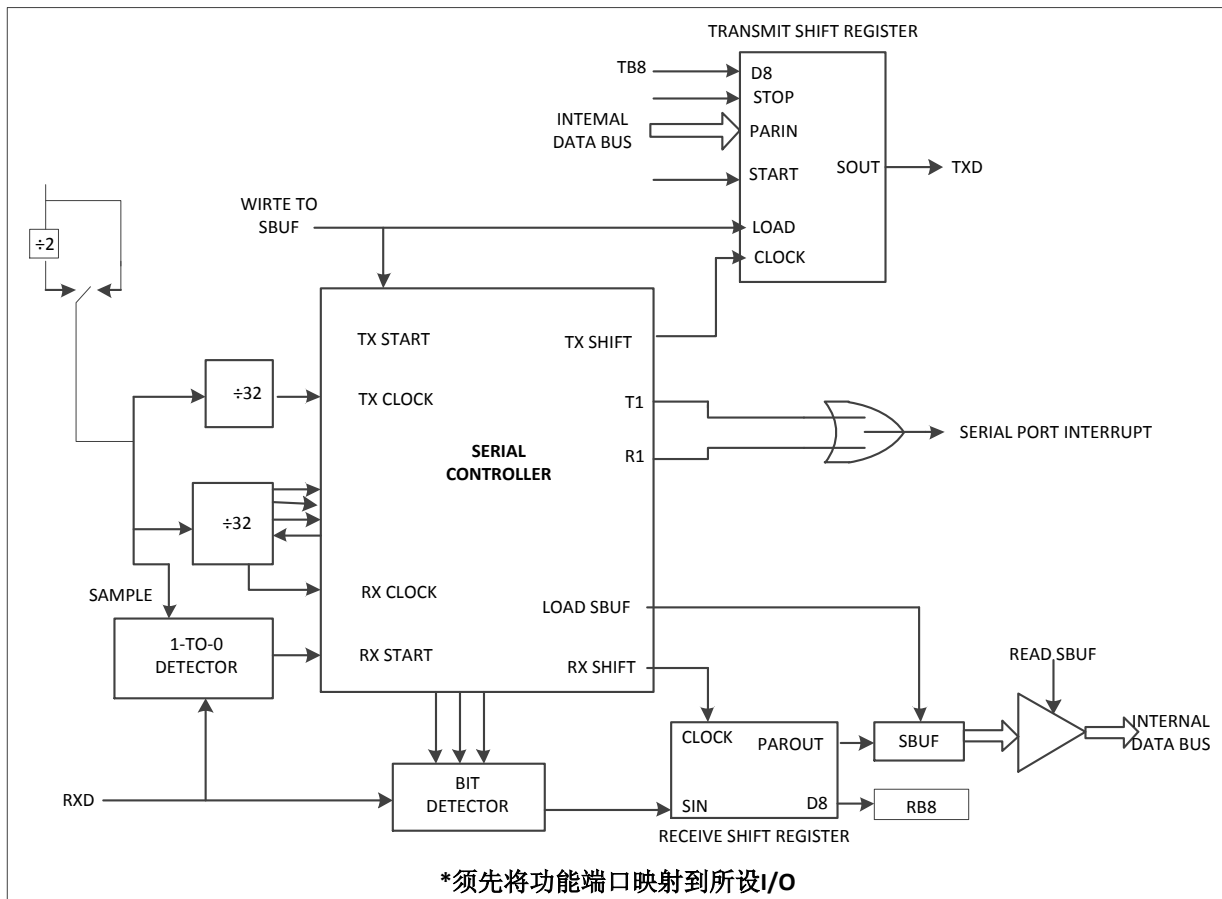 TRANSMIT SHIFT REGISTER
TB8
D8
STOP
INTEMAL
DATA BUS
PARIN
START
SOUT
TXD
WIRTE TO
SBUF
LOAD
CLOCK
÷2
TX START
TX SHIFT
÷32
TX CLOCK
T1
SERIAL PORT INTERRUPT
SERIAL
CONTROLLER
R1
÷32
SAMPLE
RX CLOCK
LOAD SBUF
1-TO-0
DETECTOR
RX START
RX SHIFT
READ SBUF
CLOCK
PAROUT
SBUF
INTERNAL
DATA BUS
RXD
BIT
DETECTOR
SIN
D8
RB8
RECEIVE SHIFT REGISTER
*须先将功能端口映射到所设I/O